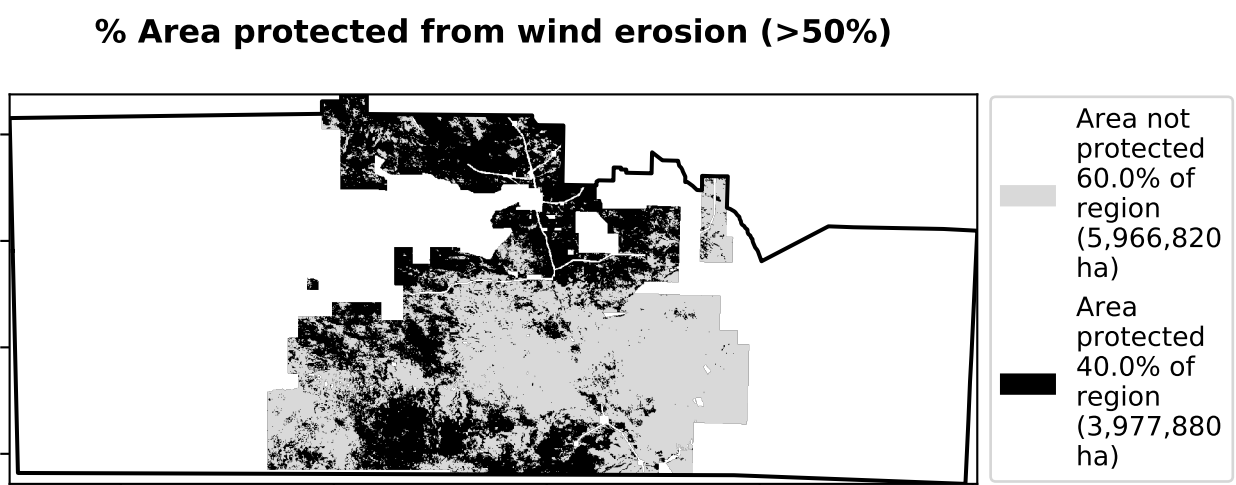 % Area protected from wind erosion (>50%)
Area not
protected
60.0% of
region
(5,966,820
ha)
Area
protected
40.0% of
region
(3,977,880
ha)